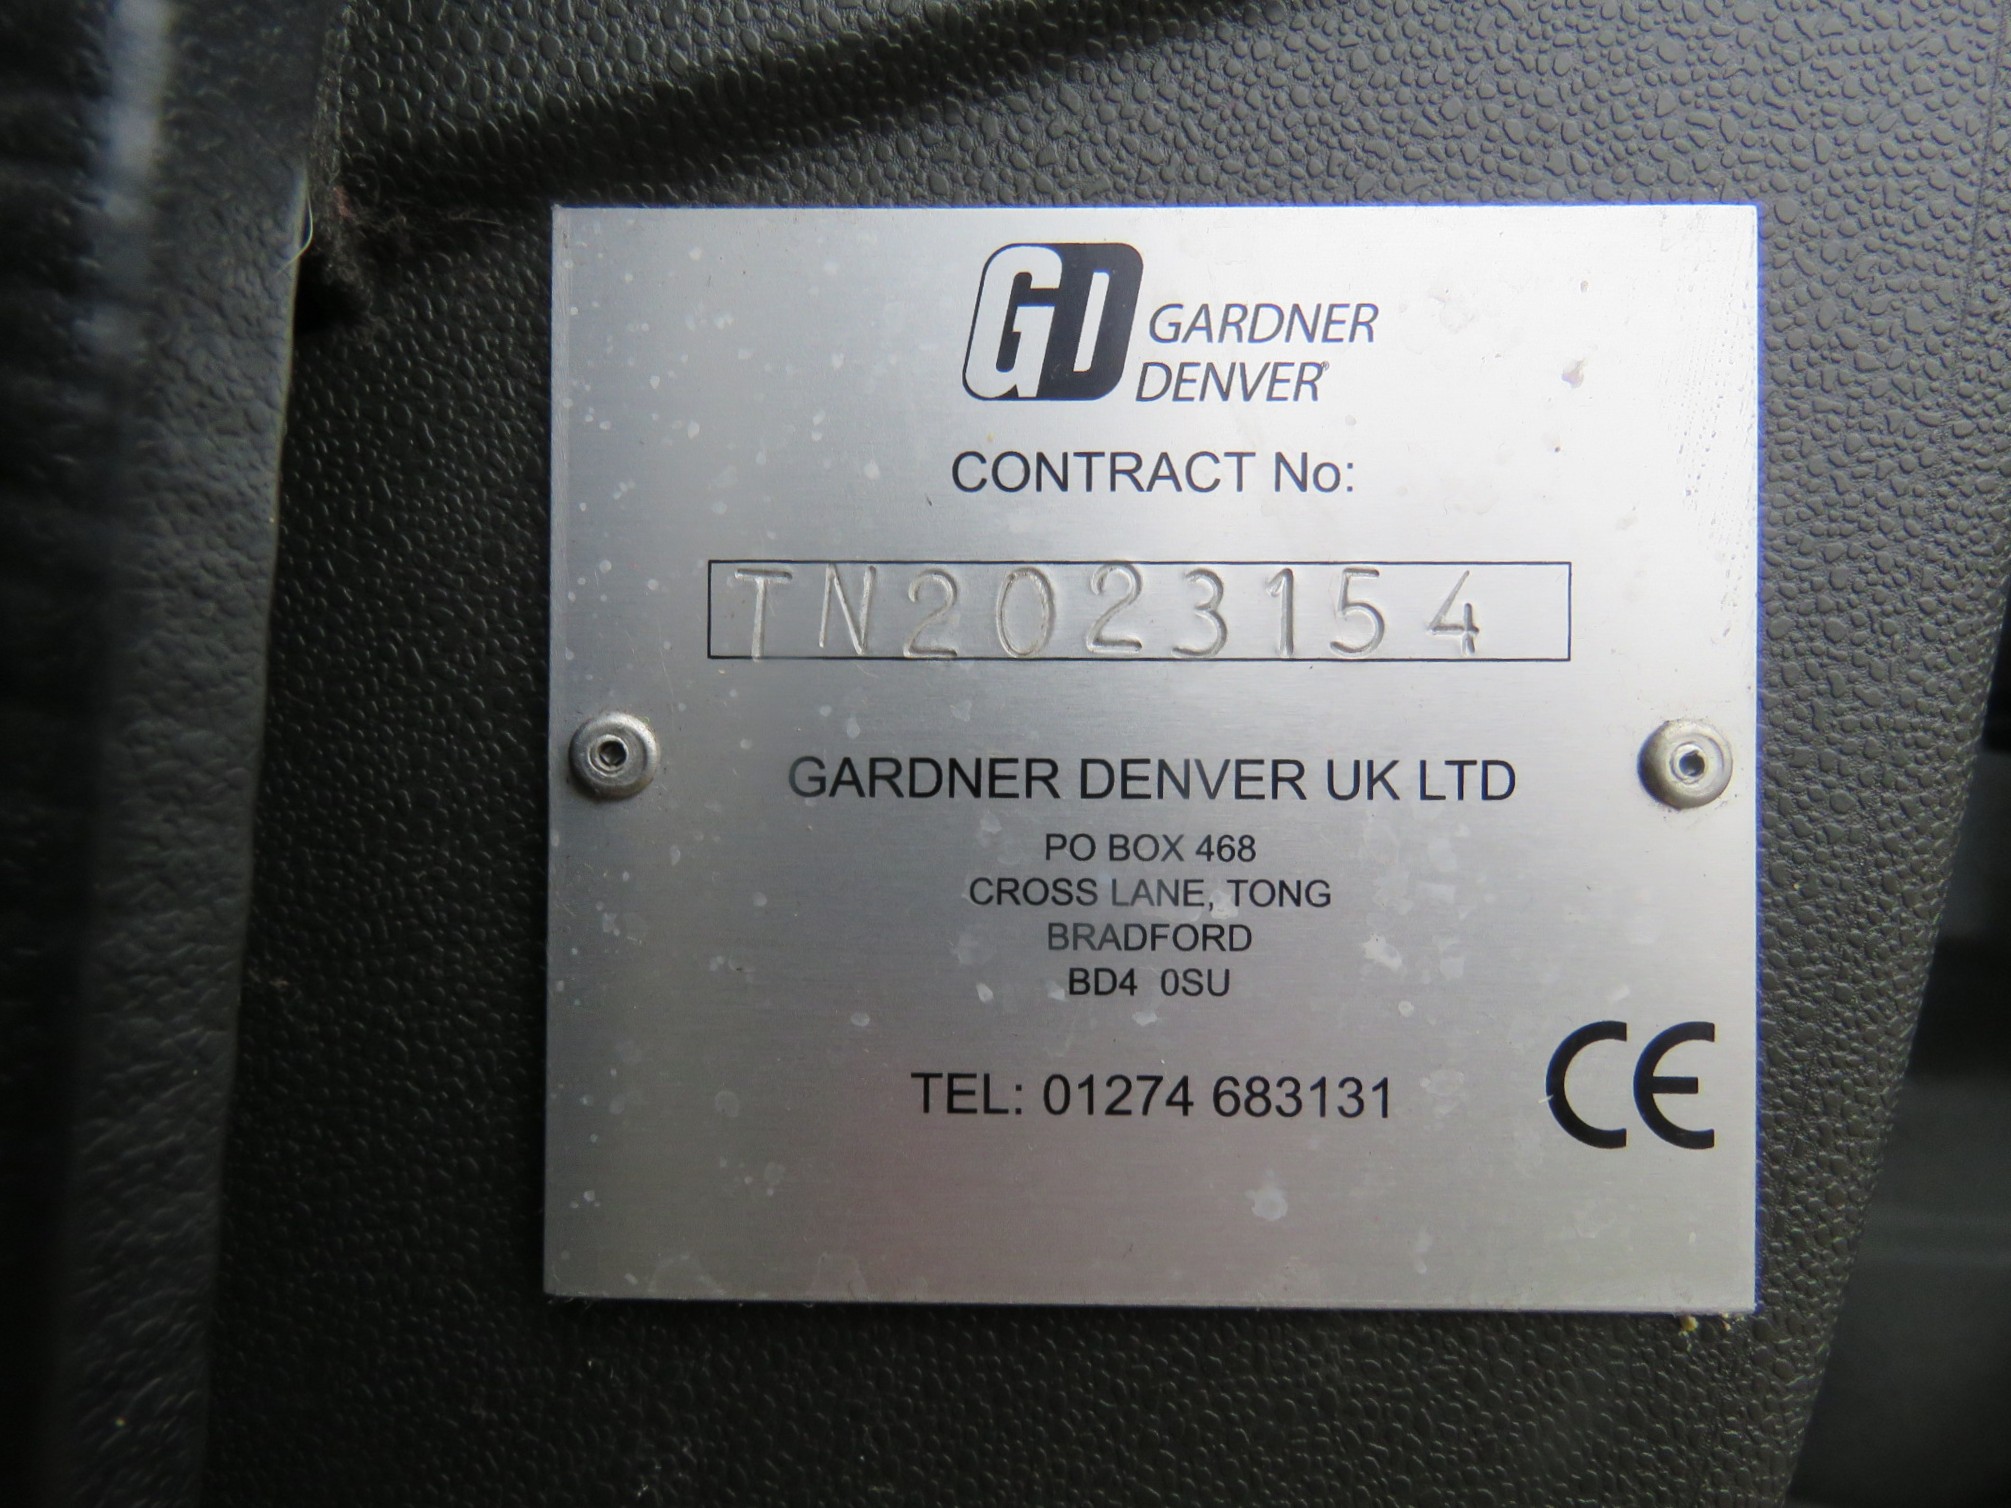 GD GARDNER
DENVER®
CONTRACT No:
TN2023154
GARDNER DENVER UK LTD
PO BOX 468
CROSS LANE, TONG
BRADFORD
BD4 0SU
TEL: 01274 683131
CE